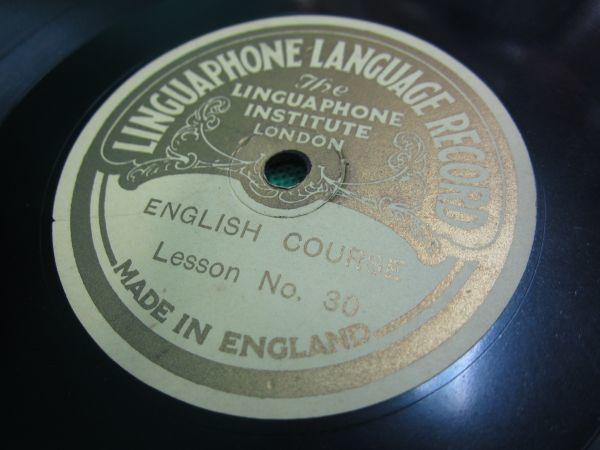 LINGUAPHONE LANGUAGE RECORD
The
LINGUAPHONE
INSTITUTE
LONDON
ENGLISH COURSE
Lesson No. 30
MADE IN ENGLAND